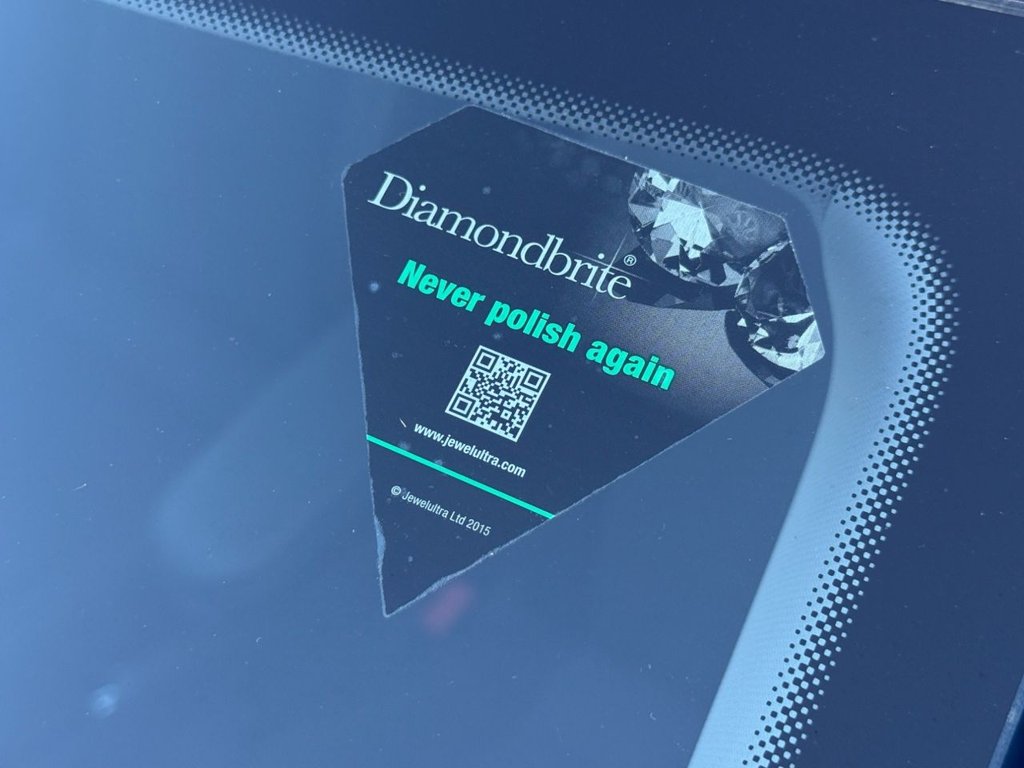 Diamondbrite®
Never polish again
www.jewelultra.com
© Jewelultra Ltd 2015